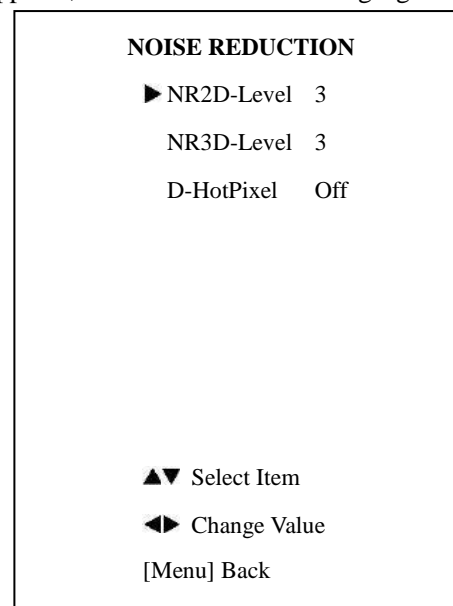 NOISE REDUCTION
▶ NR2D-Level 3
NR3D-Level 3
D-HotPixel Off
▲▼ Select Item
◀▶ Change Value
[Menu] Back